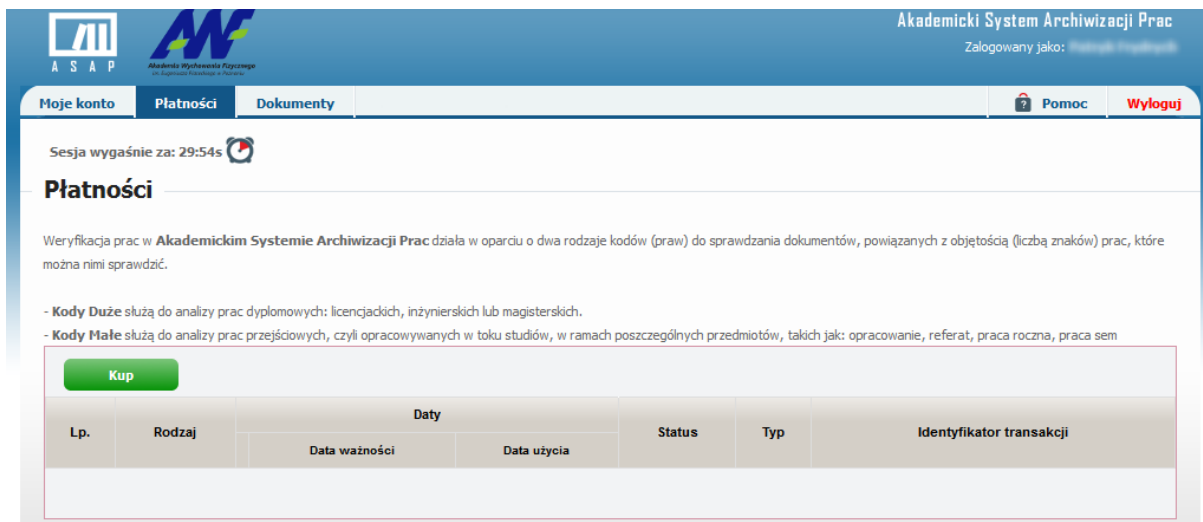 Akademicki System Archiwizacji Prac
ASAP
Akademia Wychowania Fizycznego
Zalogowany jako:
Moje konto
Płatności
Dokumenty
Pomoc
Wyloguj
Sesja wygaśnie za: 29:54s
Płatności
Weryfikacja prac w Akademickim Systemie Archiwizacji Prac działa w oparciu o dwa rodzaje kodów (praw) do sprawdzania dokumentów, powiązanych z objętością (liczbą znaków) prac, które
można nimi sprawdzić.
- Kody Duże służą do analizy prac dyplomowych: licencjackich, inżynierskich lub magisterskich.
- Kody Małe służą do analizy prac przejściowych, czyli opracowywanych w toku studiów, w ramach poszczególnych przedmiotów, takich jak: opracowanie, referat, praca roczna, praca sem
Kup
Lp.
Rodzaj
Daty
Data ważności
Data użycia
Status
Typ
Identyfikator transakcji